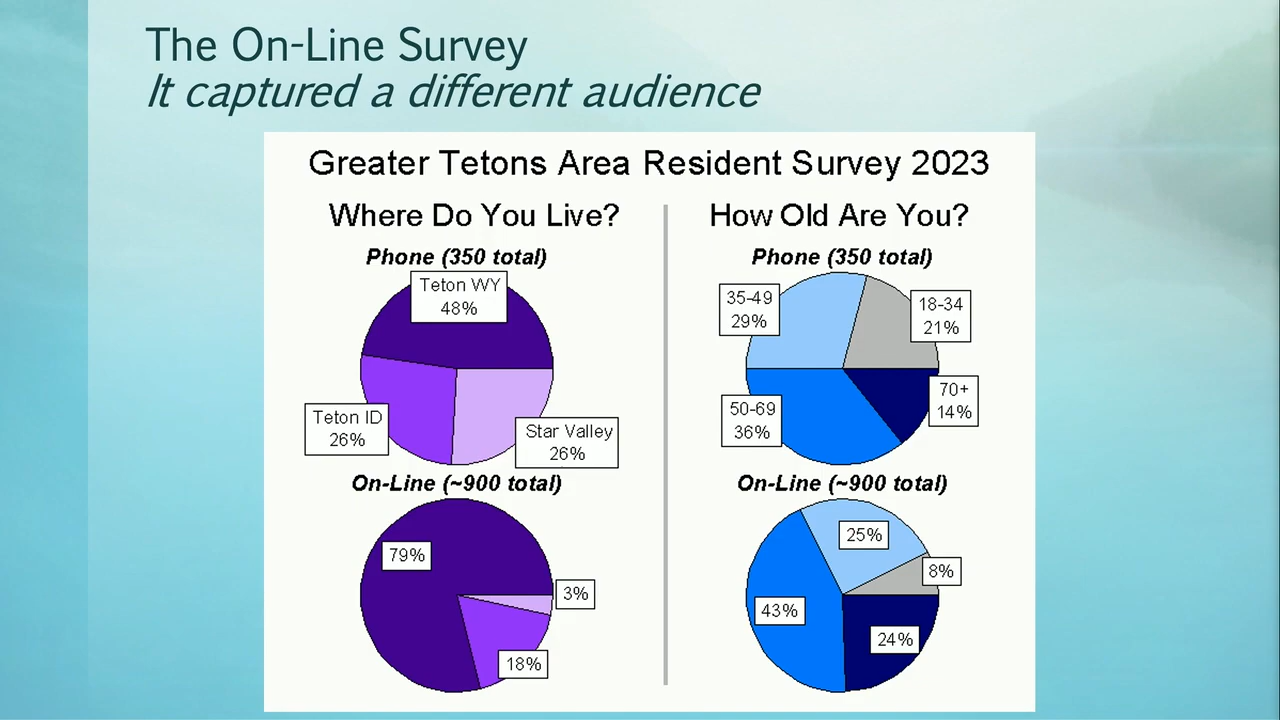 The On-Line Survey
It captured a different audience
Greater Tetons Area Resident Survey 2023
Where Do You Live?
Phone (350 total)
Teton WY
48%
Teton ID
26%
Star Valley
26%
On-Line (~900 total)
79%
3%
18%
How Old Are You?
Phone (350 total)
35-49
29%
18-34
21%
50-69
36%
70+
14%
On-Line (~900 total)
25%
8%
43%
24%